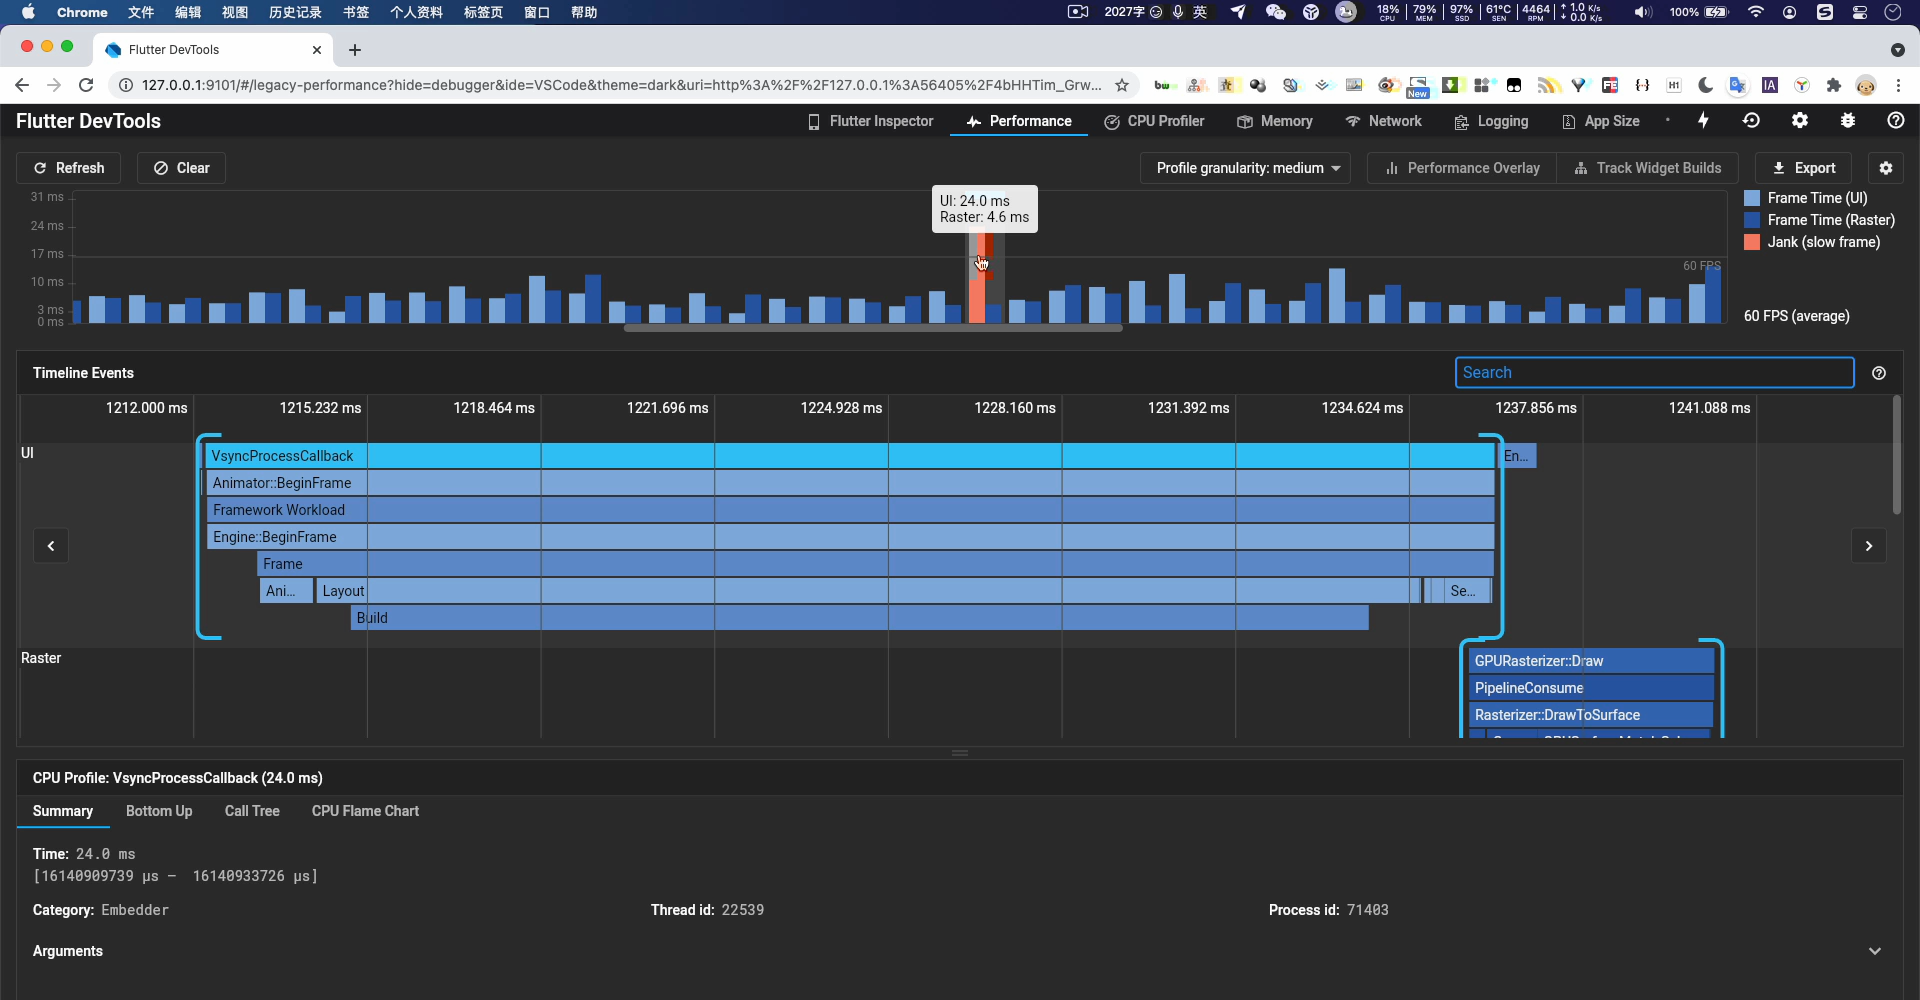 Chrome 文件 编辑 视图 历史记录 书签 个人资料 标签页 窗口 帮助 2027字 英 18% CPU 79% MEM 97% SSD 61°C SEN 4464 RPM ↑ 1.0 K/s ↓ 0.0 K/s 100%
Flutter DevTools
127.0.0.1:9101/#/legacy-performance?hide=debugger&ide=VSCode&theme=dark&uri=http%3A%2F%2F127.0.0.1%3A56405%2F4bHHTim_Grw... bw New FE {-} H1 IA
Flutter DevTools Flutter Inspector Performance CPU Profiler Memory Network Logging App Size
Refresh Clear Profile granularity: medium Performance Overlay Track Widget Builds Export
31 ms
24 ms
17 ms
10 ms
3 ms
0 ms
UI: 24.0 ms
Raster: 4.6 ms
60 FPS
Frame Time (UI)
Frame Time (Raster)
Jank (slow frame)
60 FPS (average)
Timeline Events Search
1212.000 ms 1215.232 ms 1218.464 ms 1221.696 ms 1224.928 ms 1228.160 ms 1231.392 ms 1234.624 ms 1237.856 ms 1241.088 ms
UI
VsyncProcessCallback En...
Animator::BeginFrame
Framework Workload
Engine::BeginFrame
Frame
Ani... Layout Se...
Build
Raster
GPURasterizer::Draw
PipelineConsume
Rasterizer::DrawToSurface
CPU Profile: VsyncProcessCallback (24.0 ms)
Summary Bottom Up Call Tree CPU Flame Chart
Time: 24.0 ms
[16140909739 µs – 16140933726 µs]
Category: Embedder Thread id: 22539 Process id: 71403
Arguments